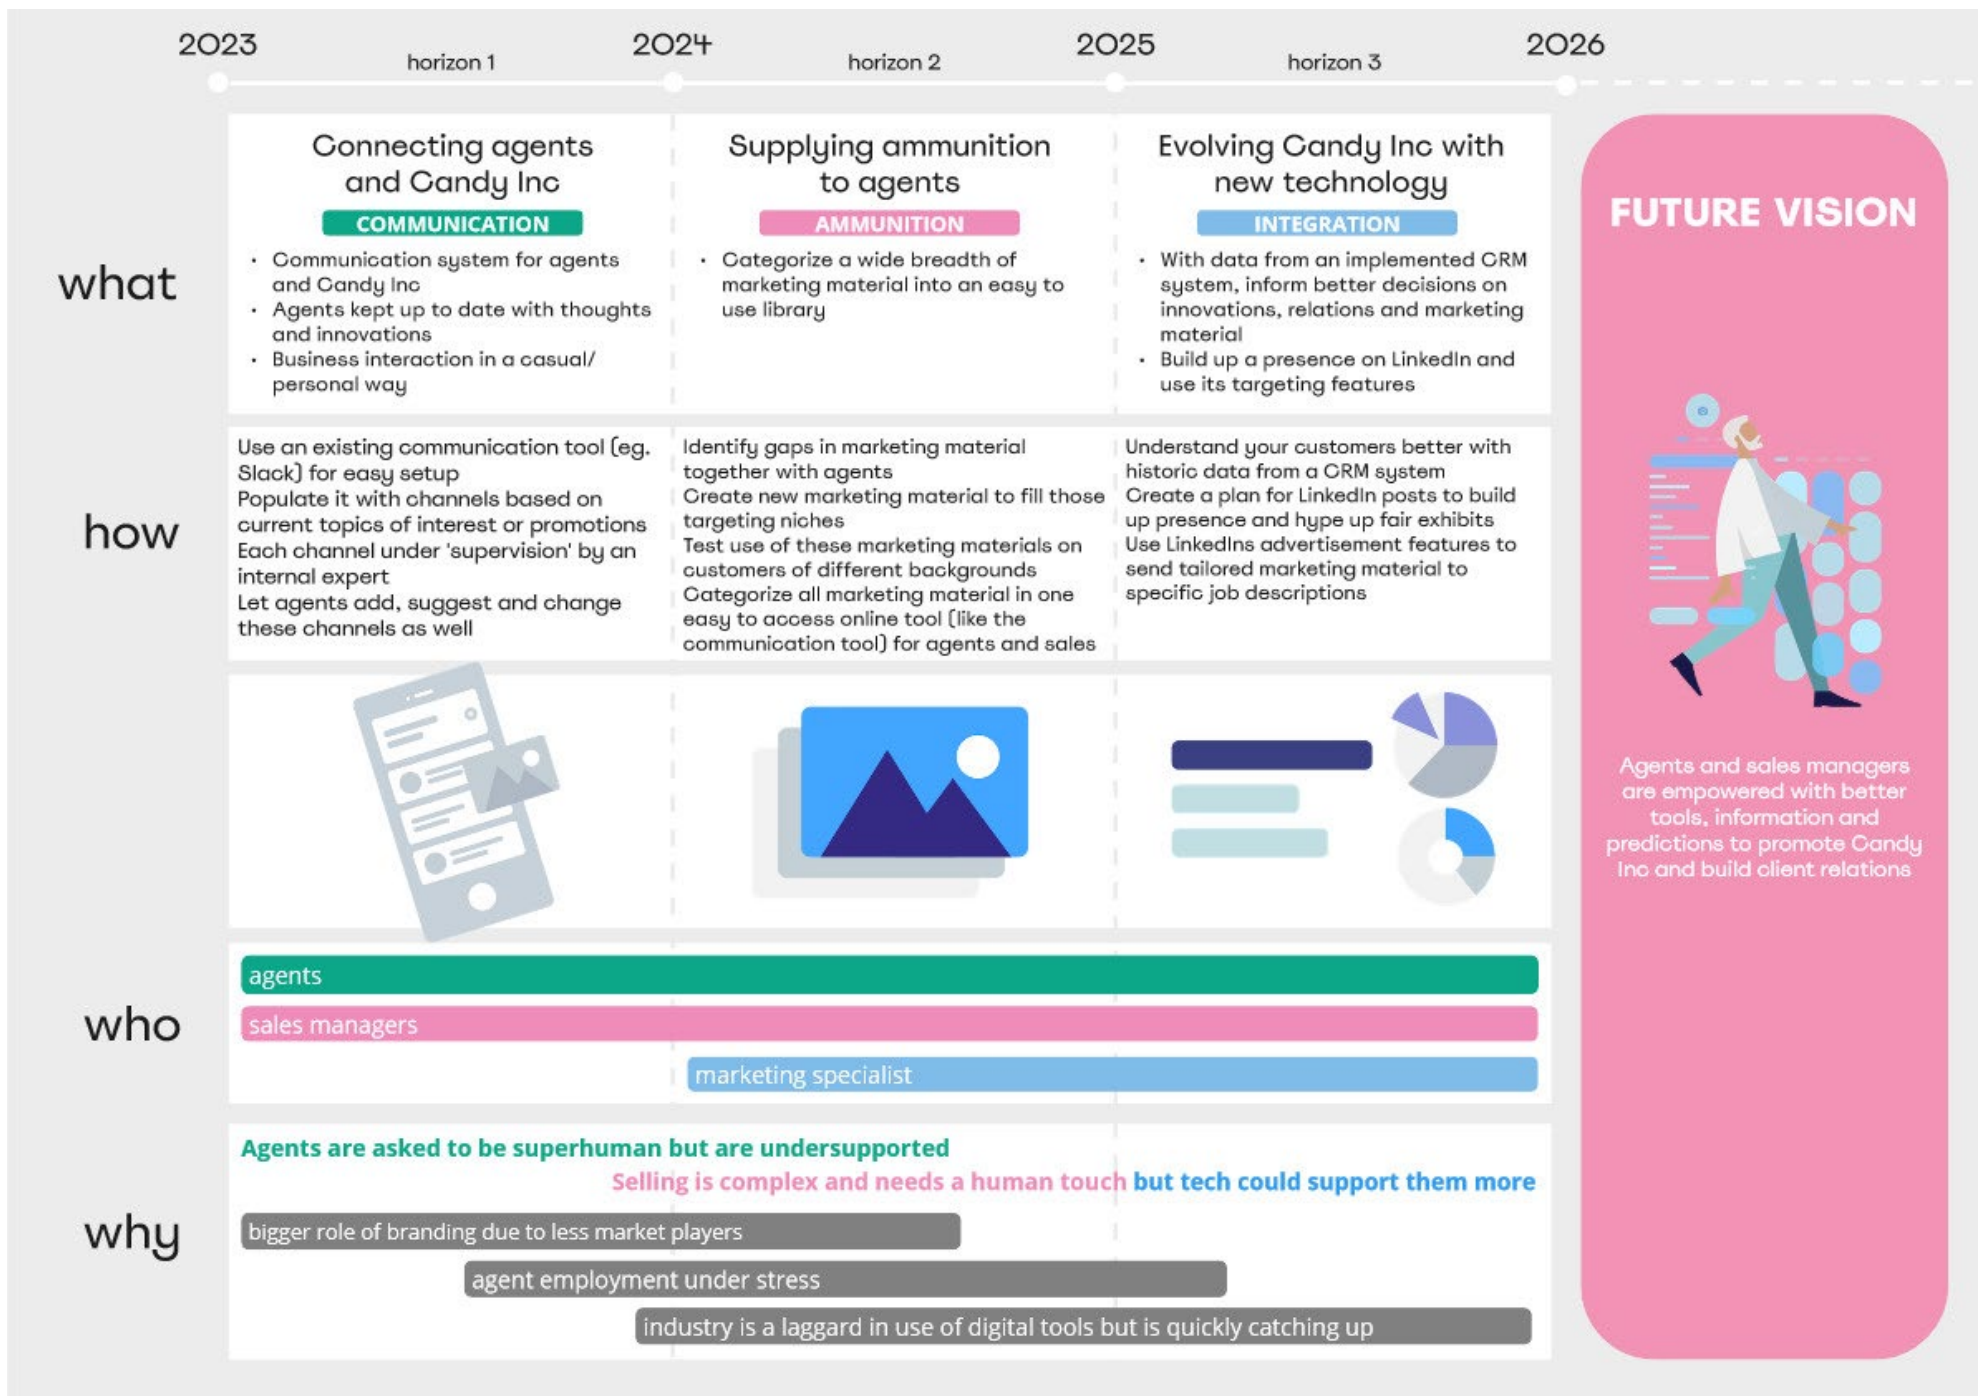 2023
horizon 1
2024
horizon 2
2025
horizon 3
2026
what
Connecting agents
and Candy Inc
COMMUNICATION
· Communication system for agents
and Candy Inc
· Agents kept up to date with thoughts
and innovations
· Business interaction in a casual/
personal way
Supplying ammunition
to agents
AMMUNITION
· Categorize a wide breadth of
marketing material into an easy to
use library
Evolving Candy Inc with
new technology
INTEGRATION
· With data from an implemented CRM
system, inform better decisions on
innovations, relations and marketing
material
· Build up a presence on LinkedIn and
use its targeting features
how
Use an existing communication tool (eg.
Slack) for easy setup
Populate it with channels based on
current topics of interest or promotions
Each channel under 'supervision' by an
internal expert
Let agents add, suggest and change
these channels as well
Identify gaps in marketing material
together with agents
Create new marketing material to fill those
targeting niches
Test use of these marketing materials on
customers of different backgrounds
Categorize all marketing material in one
easy to access online tool (like the
communication tool) for agents and sales
Understand your customers better with
historic data from a CRM system
Create a plan for LinkedIn posts to build
up presence and hype up fair exhibits
Use LinkedIns advertisement features to
send tailored marketing material to
specific job descriptions
who
agents
sales managers
marketing specialist
why
Agents are asked to be superhuman but are undersupported
Selling is complex and needs a human touch but tech could support them more
bigger role of branding due to less market players
agent employment under stress
industry is a laggard in use of digital tools but is quickly catching up
FUTURE VISION
Agents and sales managers
are empowered with better
tools, information and
predictions to promote Candy
Inc and build client relations